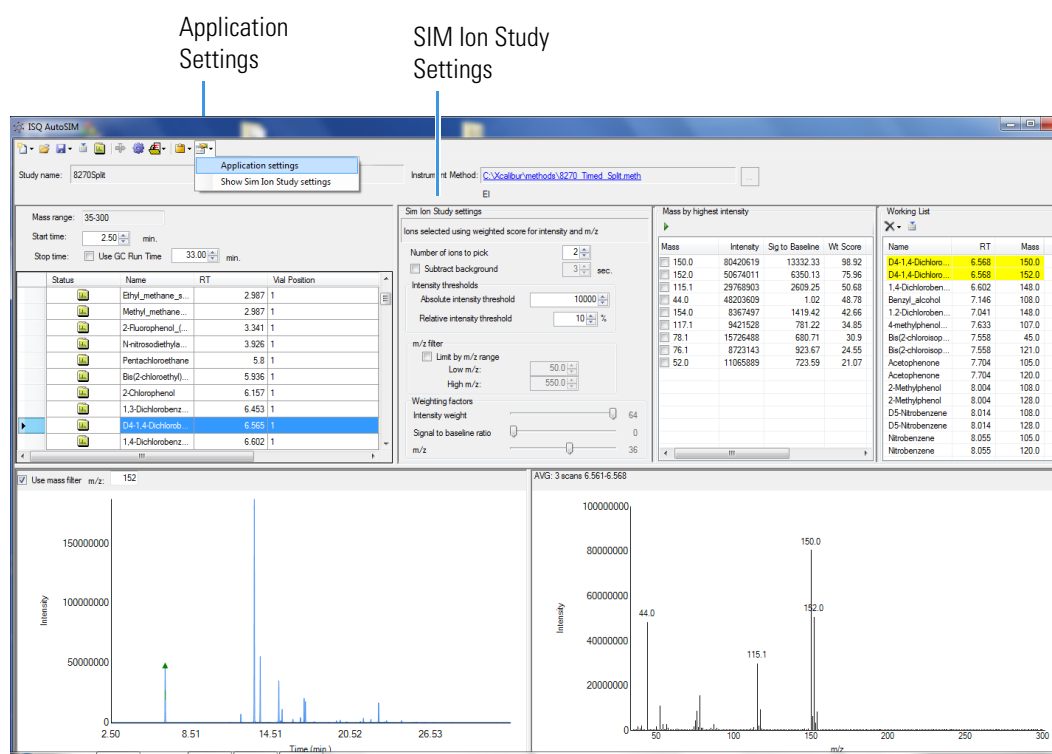 Application
Settings
SIM Ion Study
Settings
ISQ AutoSIM
Application settings
Show Sim Ion Study settings
Study name: 8270Split
Instrument Method: C:\Xcalibur\methods\8270_Timed_Split.meth
...
EI
Mass range: 35-300
Start time: 2.50 min.
Stop time: Use GC Run Time 33.00 min.
Status Name RT Vial Position
Ethyl_methane_s... 2.987 1
Methyl_methane... 2.987 1
2-Fluorophenol_(... 3.341 1
N-nitrosodiethyla... 3.926 1
Pentachloroethane 5.8 1
Bis(2-chloroethyl)... 5.936 1
2-Chlorophenol 6.157 1
1,3-Dichlorobenz... 6.453 1
D4-1,4-Dichlorob... 6.565 1
1,4-Dichlorobenz... 6.602 1
Sim Ion Study settings
Ions selected using weighted score for intensity and m/z
Number of ions to pick 2
Subtract background 3 sec.
Intensity thresholds
Absolute intensity threshold 10000
Relative intensity threshold 10 %
m/z filter
Limit by m/z range
Low m/z: 50.0
High m/z: 550.0
Weighting factors
Intensity weight 64
Signal to baseline ratio 0
m/z 36
Mass by highest intensity
Mass Intensity Sig to Baseline Wt Score
150.0 80420619 13332.33 98.92
152.0 50674011 6350.13 75.96
115.1 29768903 2609.25 50.68
44.0 48203609 1.02 48.78
154.0 8367497 1419.42 42.66
117.1 9421528 781.22 34.85
78.1 15726488 680.71 30.9
76.1 8723143 923.67 24.55
52.0 11065889 723.59 21.07
Working List
Name RT Mass
D4-1,4-Dichloro... 6.568 150.0
D4-1,4-Dichloro... 6.568 152.0
1,4-Dichloroben... 6.602 148.0
Benzyl_alcohol 7.146 108.0
1.2-Dichloroben... 7.041 148.0
4-methylphenol... 7.633 107.0
Bis(2-chloroisop... 7.558 45.0
Bis(2-chloroisop... 7.558 121.0
Acetophenone 7.704 105.0
Acetophenone 7.704 120.0
2-Methylphenol 8.004 108.0
2-Methylphenol 8.004 128.0
D5-Nitrobenzene 8.014 108.0
D5-Nitrobenzene 8.014 128.0
Nitrobenzene 8.055 105.0
Nitrobenzene 8.055 120.0
Use mass filter m/z: 152
Intensity
150000000
100000000
50000000
0
2.50 8.51 14.51 20.52 26.53
Time (min.)
AVG: 3 scans 6.561-6.568
Intensity
100000000
80000000
60000000
40000000
20000000
0
150.0
152.0
44.0
115.1
50 100 150 200 250 300
m/z